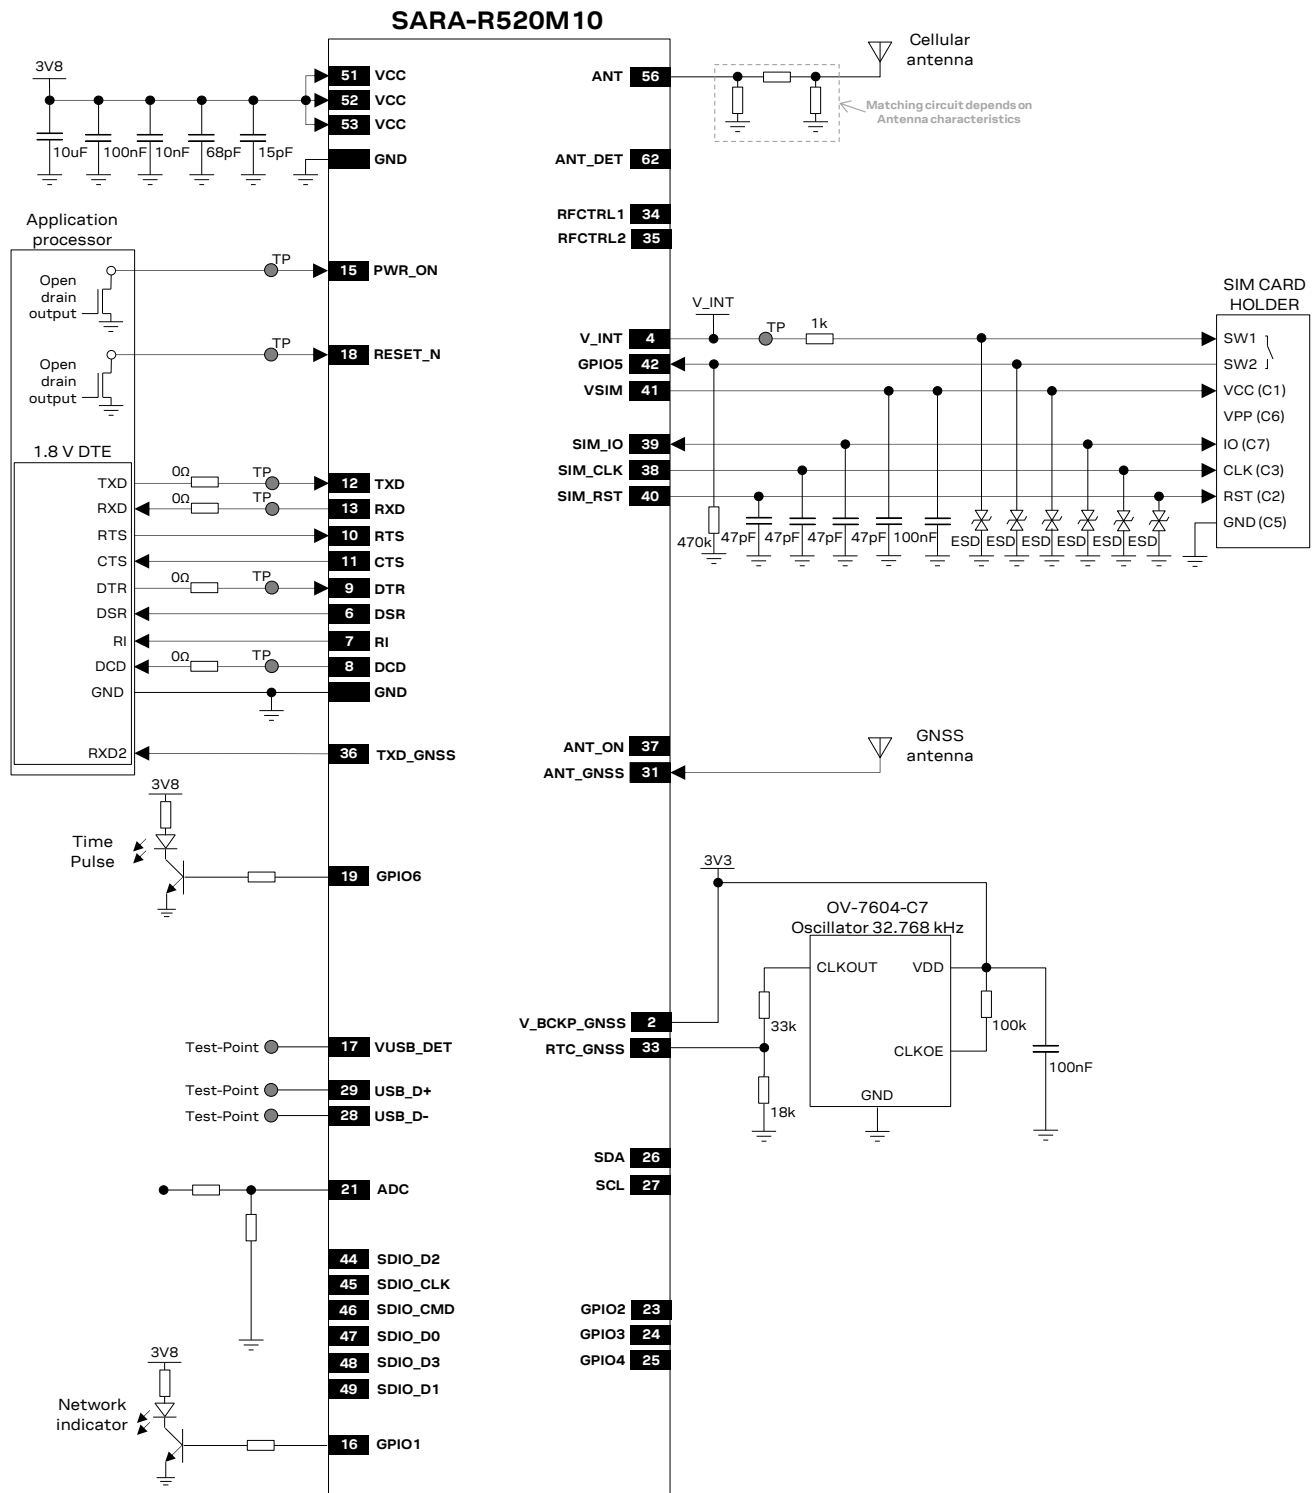 SARA-R520M10
3V8
10uF 100nF 10nF 68pF 15pF
51 VCC
52 VCC
53 VCC
GND
Application
processor
Open
drain
output
TP
15 PWR_ON
Open
drain
output
TP
18 RESET_N
1.8 V DTE
TXD 0Ω TP 12 TXD
RXD 0Ω TP 13 RXD
RTS 10 RTS
CTS 11 CTS
DTR 0Ω TP 9 DTR
DSR 6 DSR
RI 7 RI
DCD 0Ω TP 8 DCD
GND GND
RXD2 36 TXD_GNSS
3V8
Time
Pulse
19 GPIO6
Test-Point 17 VUSB_DET
Test-Point 29 USB_D+
Test-Point 28 USB_D-
21 ADC
44 SDIO_D2
45 SDIO_CLK
46 SDIO_CMD
47 SDIO_D0
48 SDIO_D3
49 SDIO_D1
3V8
Network
indicator
16 GPIO1
ANT 56
Cellular
antenna
Matching circuit depends on
Antenna characteristics
ANT_DET 62
RFCTRL1 34
RFCTRL2 35
SIM CARD
HOLDER
V_INT
TP 1k
V_INT 4 SW1
GPIO5 42 SW2
VSIM 41 VCC (C1)
VPP (C6)
SIM_IO 39 IO (C7)
SIM_CLK 38 CLK (C3)
SIM_RST 40 RST (C2)
GND (C5)
470k 47pF 47pF 47pF 100nF ESD ESD ESD ESD ESD
ANT_ON 37
ANT_GNSS 31
GNSS
antenna
3V3
OV-7604-C7
Oscillator 32.768 kHz
CLKOUT VDD
V_BCKP_GNSS 2
33k
100k
RTC_GNSS 33
CLKOE
100nF
GND
18k
SDA 26
SCL 27
GPIO2 23
GPIO3 24
GPIO4 25